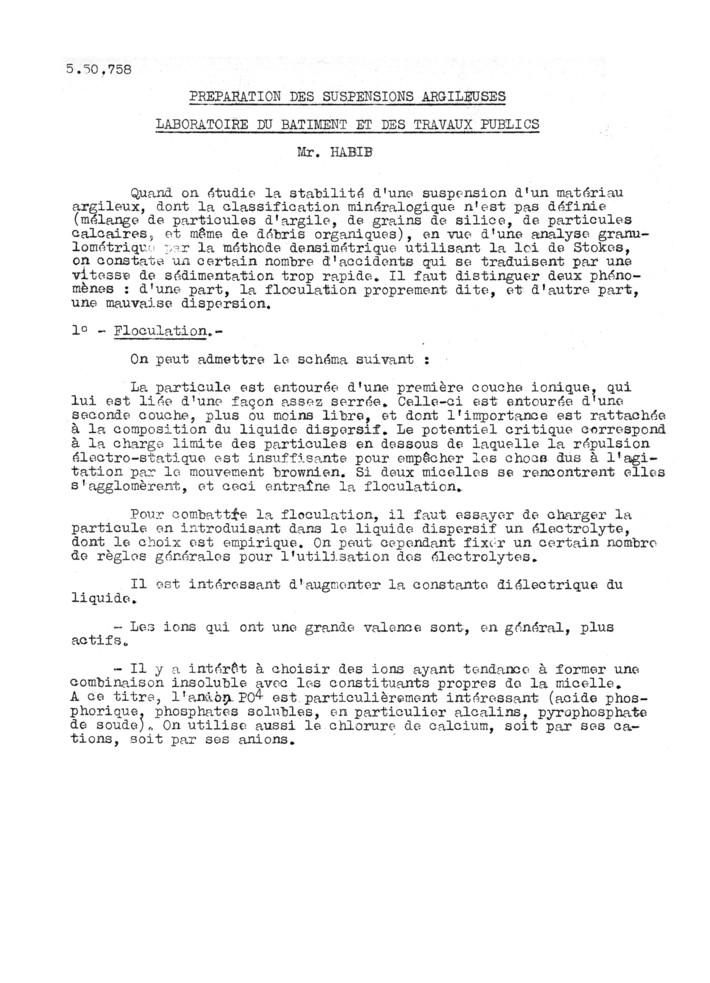 5.50,758
PREPARATION DES SUSPENSIONS ARGILEUSES
LABORATOIRE DU BATIMENT ET DES TRAVAUX PUBLICS
Mr. HABIB
Quand on étudie la stabilité d'une suspension d'un matériau
argileux, dont la classification minéralogique n'est pas définie
(mélange de particules d'argile, de grains de silice, de particules
calcaires, et même de débris organiques), en vue d'une analyse granu-
lométrique par la méthode densimétrique utilisant la loi de Stokes,
on constate un certain nombre d'accidents qui se traduisent par une
vitesse de sédimentation trop rapide. Il faut distinguer deux phéno-
mènes : d'une part, la floculation proprement dite, et d'autre part,
une mauvaise dispersion.
1° - Floculation.-
On peut admettre le schéma suivant :
La particule est entourée d'une première couche ionique, qui
lui est liée d'une façon assez serrée. Celle-ci est entourée d'une
seconde couche, plus ou moins libre, et dont l'importance est rattachée
à la composition du liquide dispersif. Le potentiel critique correspond
à la charge limite des particules en dessous de laquelle la répulsion
électro-statique est insuffisante pour empêcher les chocs dus à l'agi-
tation par le mouvement brownien. Si deux micelles se rencontrent elles
s'agglomèrent, et ceci entraîne la floculation.
Pour combattre la floculation, il faut essayer de charger la
particule en introduisant dans le liquide dispersif un électrolyte,
dont le choix est empirique. On peut cependant fixer un certain nombre
de règles générales pour l'utilisation des électrolytes.
Il est intéressant d'augmenter la constante diélectrique du
liquide.
- Les ions qui ont une grande valence sont, en général, plus
actifs.
- Il y a intérêt à choisir des ions ayant tendance à former une
combinaison insoluble avec les constituants propres de la micelle.
A ce titre, l'anion PO⁴ est particulièrement intéressant (acide phos-
phorique, phosphates solubles, en particulier alcalins, pyrophosphate
de soude). On utilise aussi le chlorure de calcium, soit par ses ca-
tions, soit par ses anions.